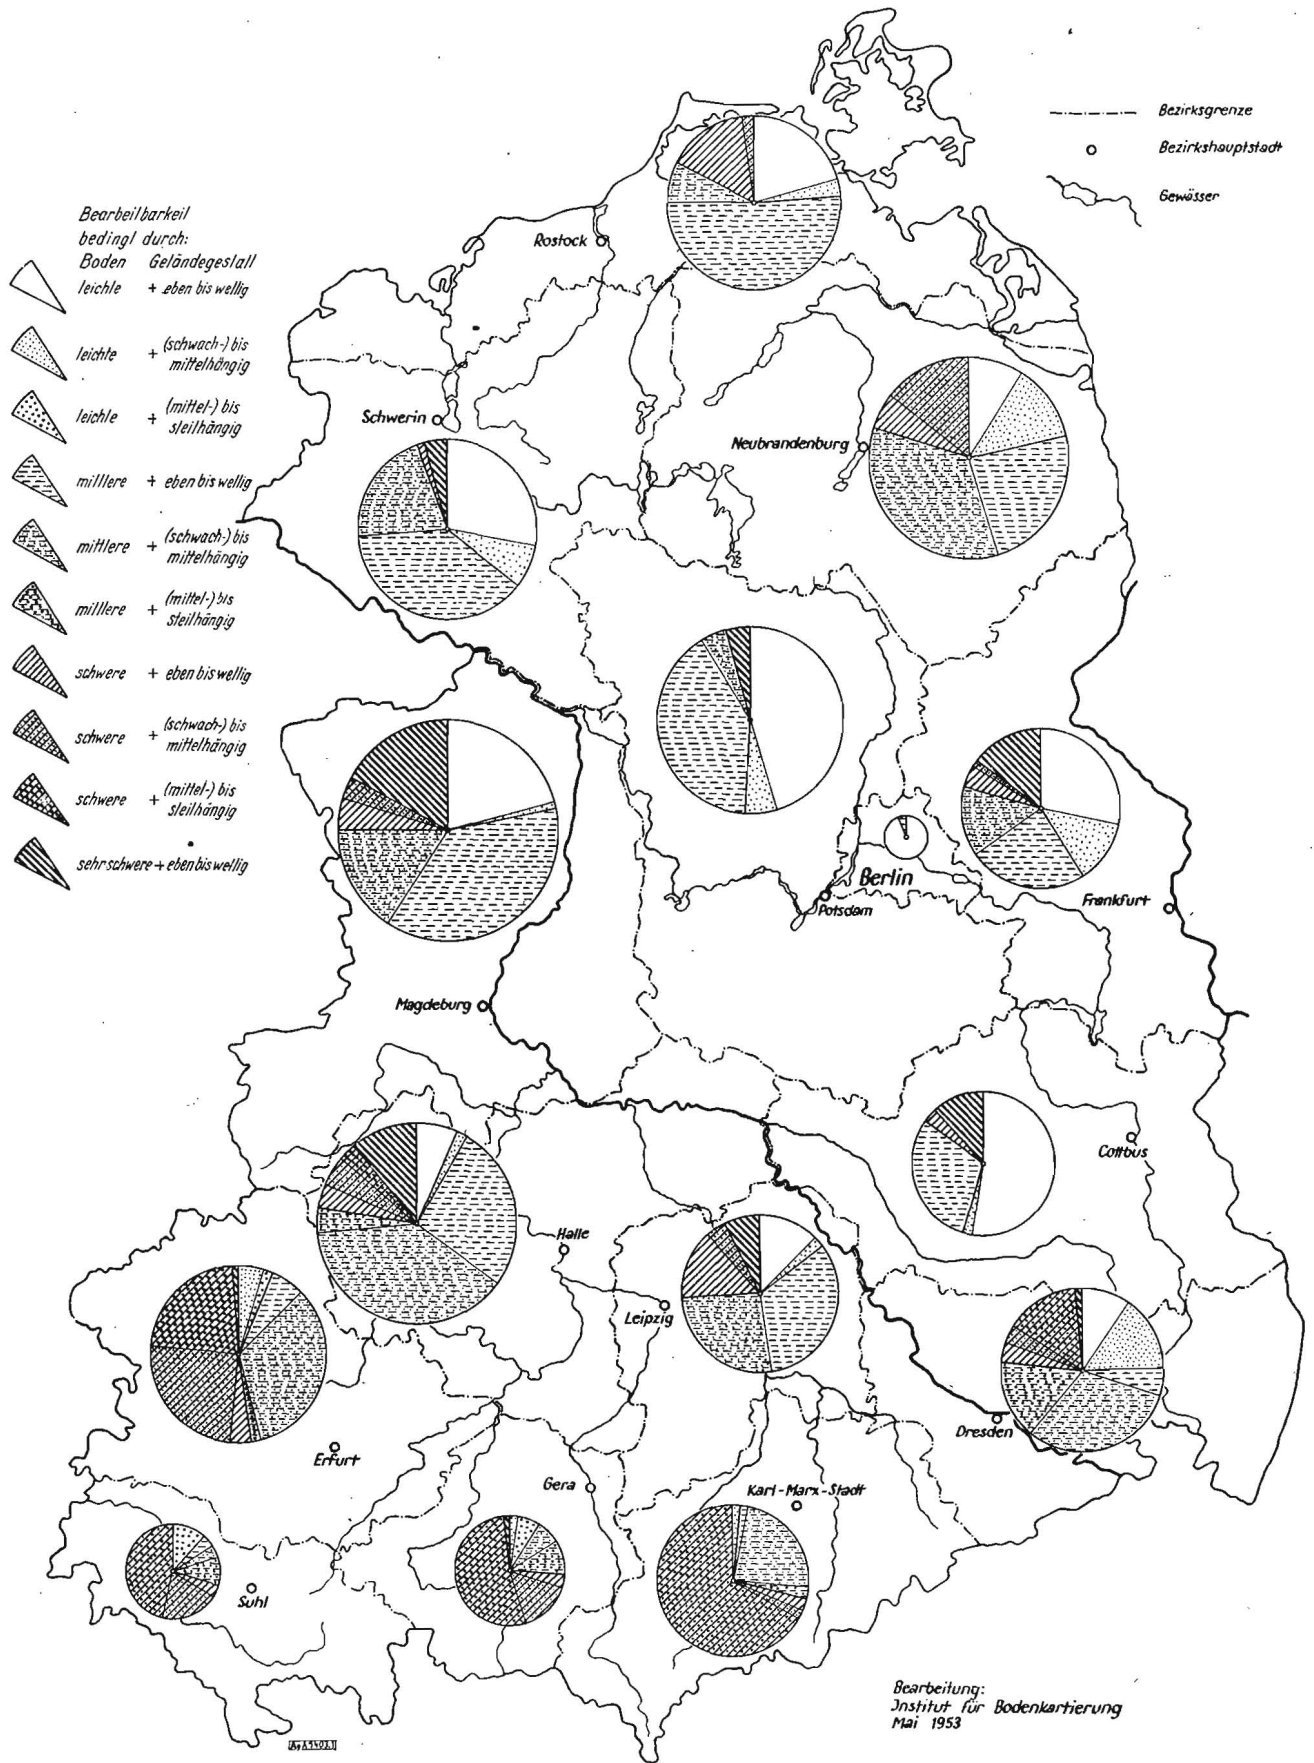 Bezirksgrenze
Bezirkshauptstadt
Gewässer
Bearbeitbarkeit
bedingt durch:
Boden Geländegestalt
leichte + eben bis wellig
leichte + (schwach-) bis
mittelhängig
leichte + (mittel-) bis
steilhängig
mittlere + eben bis wellig
mittlere + (schwach-) bis
mittelhängig
mittlere + (mittel-) bis
steilhängig
schwere + eben bis wellig
schwere + (schwach-) bis
mittelhängig
schwere + (mittel-) bis
steilhängig
sehr schwere + eben bis wellig
Rostock
Schwerin
Neubrandenburg
Berlin
Potsdam
Frankfurt
Magdeburg
Cottbus
Halle
Leipzig
Dresden
Erfurt
Gera
Karl-Marx-Stadt
Suhl
Bearbeitung:
Institut für Bodenkartierung
Mai 1953